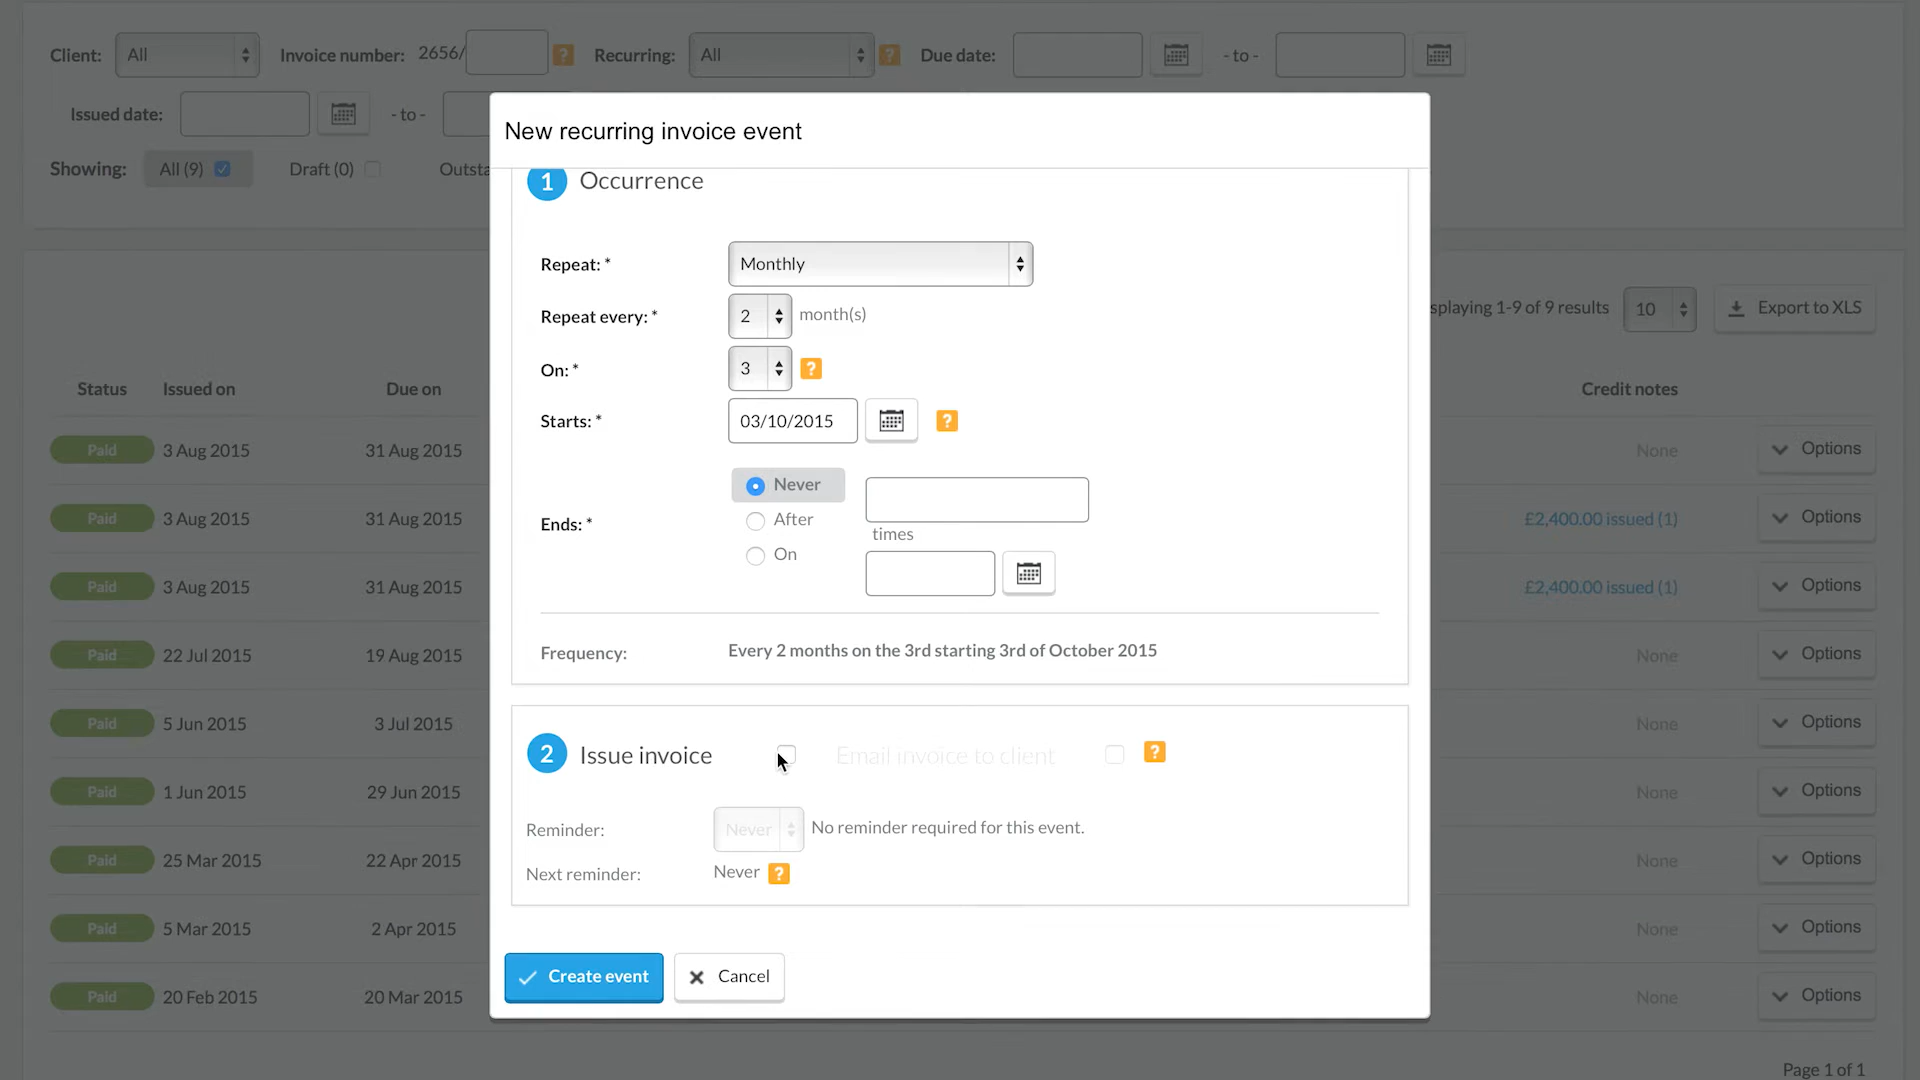 Client: All Invoice number: 2656/ ? Recurring: All ? Due date: - to -
Issued date: - to -
Showing: All (9) Draft (0) Outsta
New recurring invoice event
1 Occurrence
Repeat: * Monthly
Repeat every: * 2 month(s)
On: * 3 ?
Starts: * 03/10/2015 ?
Ends: * Never
After
times
On
Frequency: Every 2 months on the 3rd starting 3rd of October 2015
2 Issue invoice Email invoice to client ?
Reminder: Never No reminder required for this event.
Next reminder: Never ?
Create event Cancel
splaying 1-9 of 9 results 10 Export to XLS
Status Issued on Due on Credit notes
Paid 3 Aug 2015 31 Aug 2015 None Options
Paid 3 Aug 2015 31 Aug 2015 £2,400.00 issued (1) Options
Paid 3 Aug 2015 31 Aug 2015 £2,400.00 issued (1) Options
Paid 22 Jul 2015 19 Aug 2015 None Options
Paid 5 Jun 2015 3 Jul 2015 None Options
Paid 1 Jun 2015 29 Jun 2015 None Options
Paid 25 Mar 2015 22 Apr 2015 None Options
Paid 5 Mar 2015 2 Apr 2015 None Options
Paid 20 Feb 2015 20 Mar 2015 None Options
Page 1 of 1